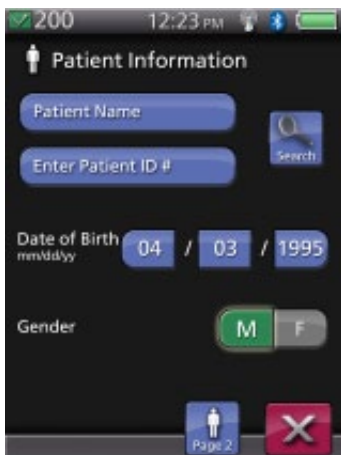 200 12:23 PM
Patient Information
Patient Name
Enter Patient ID #
Search
Date of Birth 04 / 03 / 1995
mm/dd/yy
Gender M F
Page 2